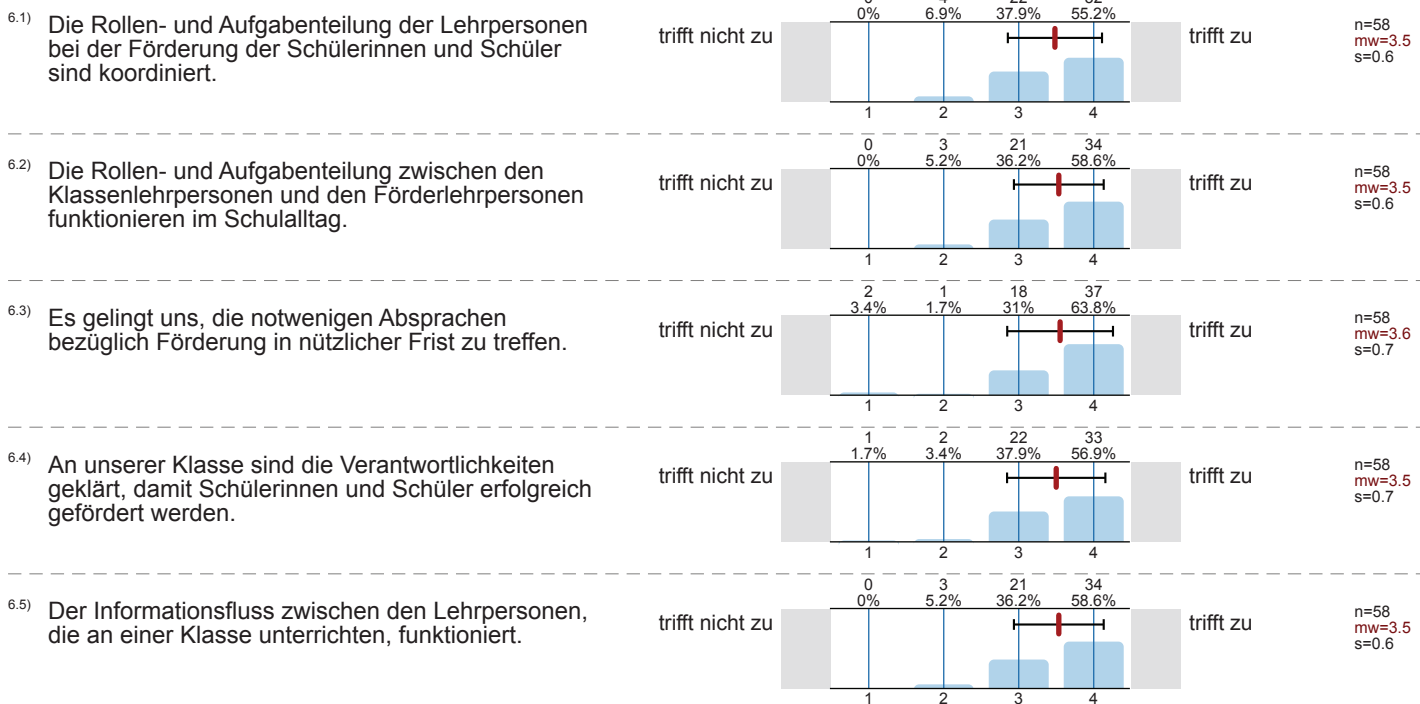 0 4 22 32
0% 6.9% 37.9% 55.2%
6.1) Die Rollen- und Aufgabenteilung der Lehrpersonen
bei der Förderung der Schülerinnen und Schüler
sind koordiniert.
trifft nicht zu
trifft zu
n=58
mw=3.5
s=0.6
1 2 3 4
0 3 21 34
0% 5.2% 36.2% 58.6%
6.2) Die Rollen- und Aufgabenteilung zwischen den
Klassenlehrpersonen und den Förderlehrpersonen
funktionieren im Schulalltag.
trifft nicht zu
trifft zu
n=58
mw=3.5
s=0.6
1 2 3 4
2 1 18 37
3.4% 1.7% 31% 63.8%
6.3) Es gelingt uns, die notwenigen Absprachen
bezüglich Förderung in nützlicher Frist zu treffen.
trifft nicht zu
trifft zu
n=58
mw=3.6
s=0.7
1 2 3 4
1 2 22 33
1.7% 3.4% 37.9% 56.9%
6.4) An unserer Klasse sind die Verantwortlichkeiten
geklärt, damit Schülerinnen und Schüler erfolgreich
gefördert werden.
trifft nicht zu
trifft zu
n=58
mw=3.5
s=0.7
1 2 3 4
0 3 21 34
0% 5.2% 36.2% 58.6%
6.5) Der Informationsfluss zwischen den Lehrpersonen,
die an einer Klasse unterrichten, funktioniert.
trifft nicht zu
trifft zu
n=58
mw=3.5
s=0.6
1 2 3 4